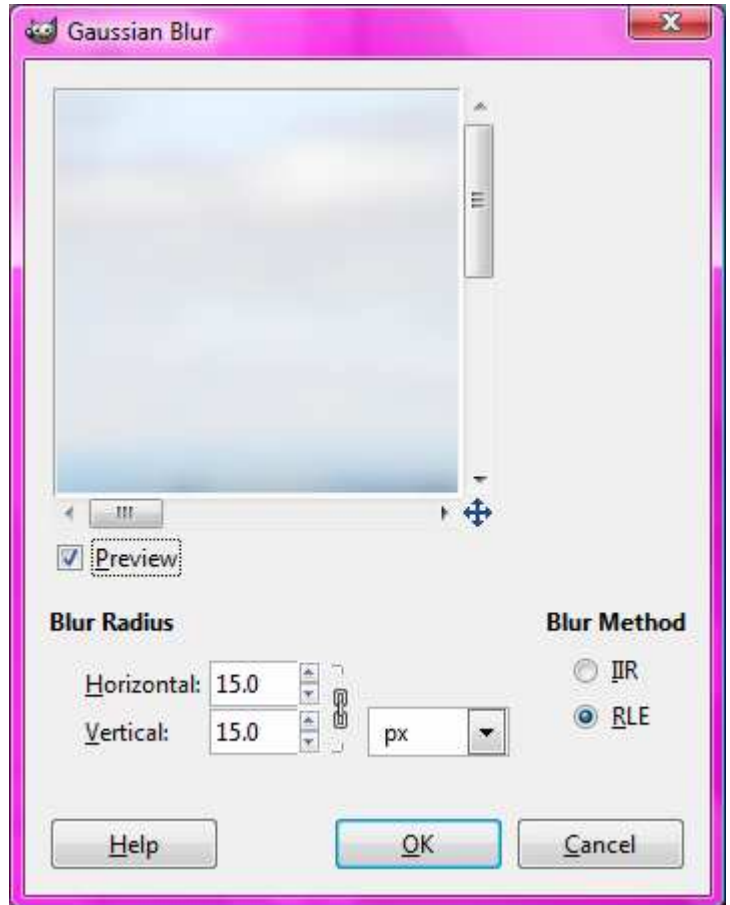 Gaussian Blur
Preview
Blur Radius
Blur Method
Horizontal: 15.0
IIR
Vertical: 15.0
px
RLE
Help
OK
Cancel